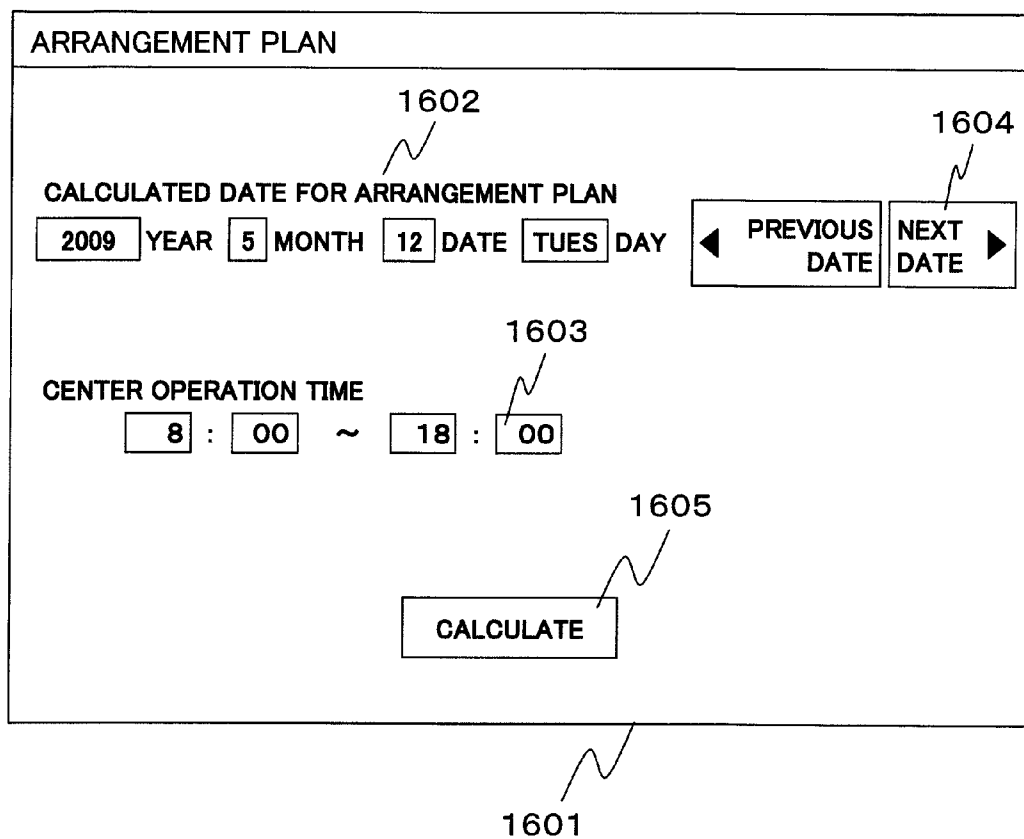 ARRANGEMENT PLAN
1602
1604
CALCULATED DATE FOR ARRANGEMENT PLAN
2009 YEAR 5 MONTH 12 DATE TUES DAY
◀ PREVIOUS DATE
NEXT DATE ▶
1603
CENTER OPERATION TIME
8 : 00 ~ 18 : 00
1605
CALCULATE
1601